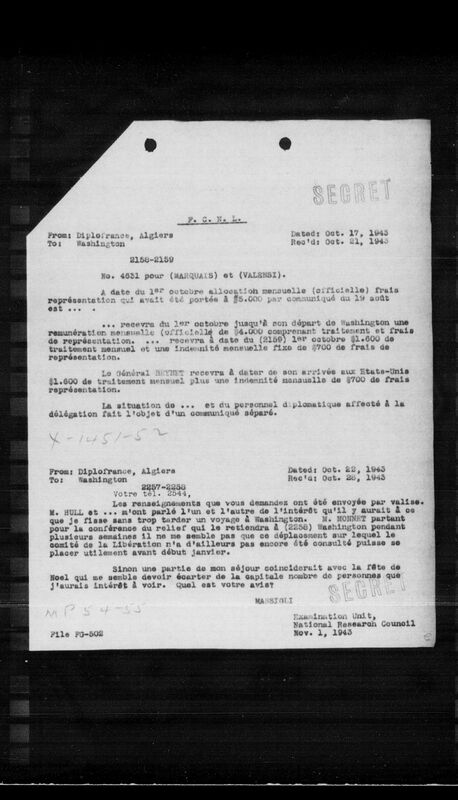 SECRET
F. C. N. L.
From: Diplofrance, Algiers Dated: Oct. 17, 1943
To: Washington Rec'd: Oct. 21, 1943
2158-2159
No. 4631 pour (MARQUAIS) et (VALENSI).
A date du 1er octobre allocation mensuelle (officielle) frais
représentation qui avait été portée à $5.000 par communiqué du 19 août
est ... .
... recevra du 1er octobre jusqu'à son départ de Washington une
remunération mensuelle (officielle de $4.000 comprenant traitement et frais
de représentation. ... recevra à date du (2159) 1er octobre $1.600 de
traitement mensuel et une indemnité mensuelle fixe de $700 de frais de
représentation.
Le Général recevra à dater de son arrivée aux Etats-Unis
$1.600 de traitement mensuel plus une indemnité mensuelle de $700 de frais
représentation.
La situation de ... et du personnel diplomatique affecté à la
délégation fait l'objet d'un communiqué séparé.
X-1451-52
From: Diplofrance, Algiers Dated: Oct. 22, 1943
To: Washington Rec'd: Oct. 28, 1943
2257-2258
Votre tél. 2544,
Les renseignements que vous demandez ont été envoyée par valise.
M. HULL et ... m'ont parlé l'un et l'autre de l'intérêt qu'il y aurait à ce
que je fisse sans trop tarder un voyage à Washington. M. MONNET partant
pour la conférence du relief qui le retiendra à (2258) Washington pendant
plusieurs semaines il ne me semble pas que ce déplacement sur lequel le
comité de la Libération n'a d'ailleurs pas encore été consulté puisse se
placer utilement avant début janvier.
Sinon une partie de mon séjour coinciderait avec la fête de
Noel qui me semble devoir écarter de la capitale nombre de personnes que
j'aurais intérêt à voir. Quel est votre avis?
SECRET
MASSIGLI
MP 54-55
Examination Unit,
National Research Council
File FG-502 Nov. 1, 1943